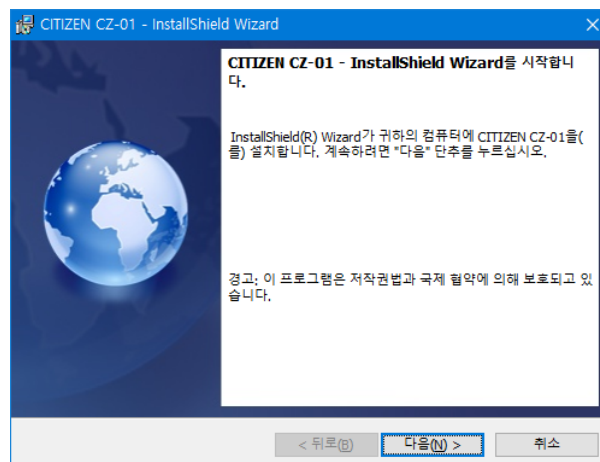 CITIZEN CZ-01 - InstallShield Wizard
CITIZEN CZ-01 - InstallShield Wizard를 시작합니
다.
InstallShield(R) Wizard가 귀하의 컴퓨터에 CITIZEN CZ-01을(
를) 설치합니다. 계속하려면 "다음" 단추를 누르십시오.
경고: 이 프로그램은 저작권법과 국제 협약에 의해 보호되고 있
습니다.
< 뒤로(B) 다음(N) > 취소